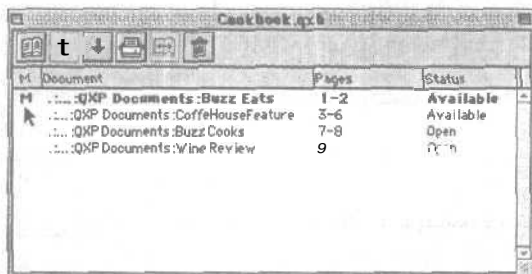 Cookbook.qxb
t
M Document Pages Status
M .:...:QXP Documents:Buzz Eats 1-2 Available
.:...:QXP Documents:CoffeHouseFeature 3-6 Available
.:...:QXP Documents:Buzz Cooks 7-8 Open
.:...:QXP Documents:Wine Review 9